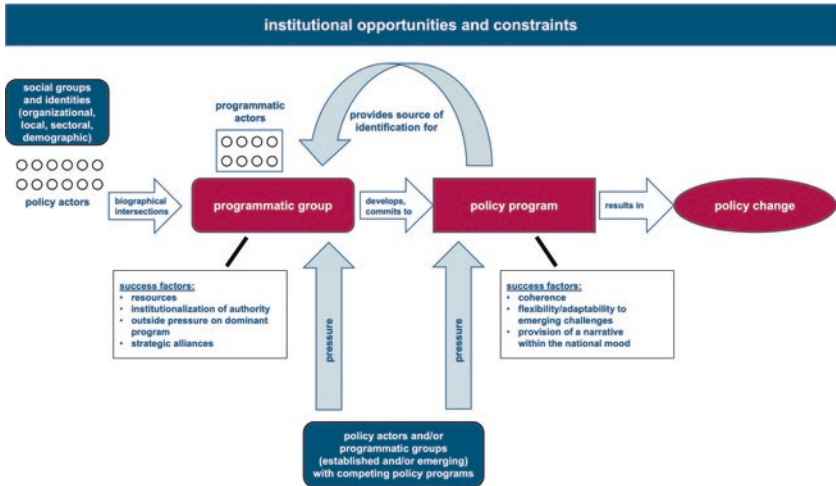 institutional opportunities and constraints
social groups
and identities
(organizational,
local, sectoral,
demographic)
policy actors
biographical
intersections
programmatic
actors
provides source of
identification for
programmatic group
develops,
commits to
policy program
results in
policy change
success factors:
• resources
• institutionalization of authority
• outside pressure on dominant
program
• strategic alliances
pressure
pressure
success factors:
• coherence
• flexibility/adaptability to
emerging challenges
• provision of a narrative
within the national mood
policy actors and/or
programmatic groups
(established and/or emerging)
with competing policy programs